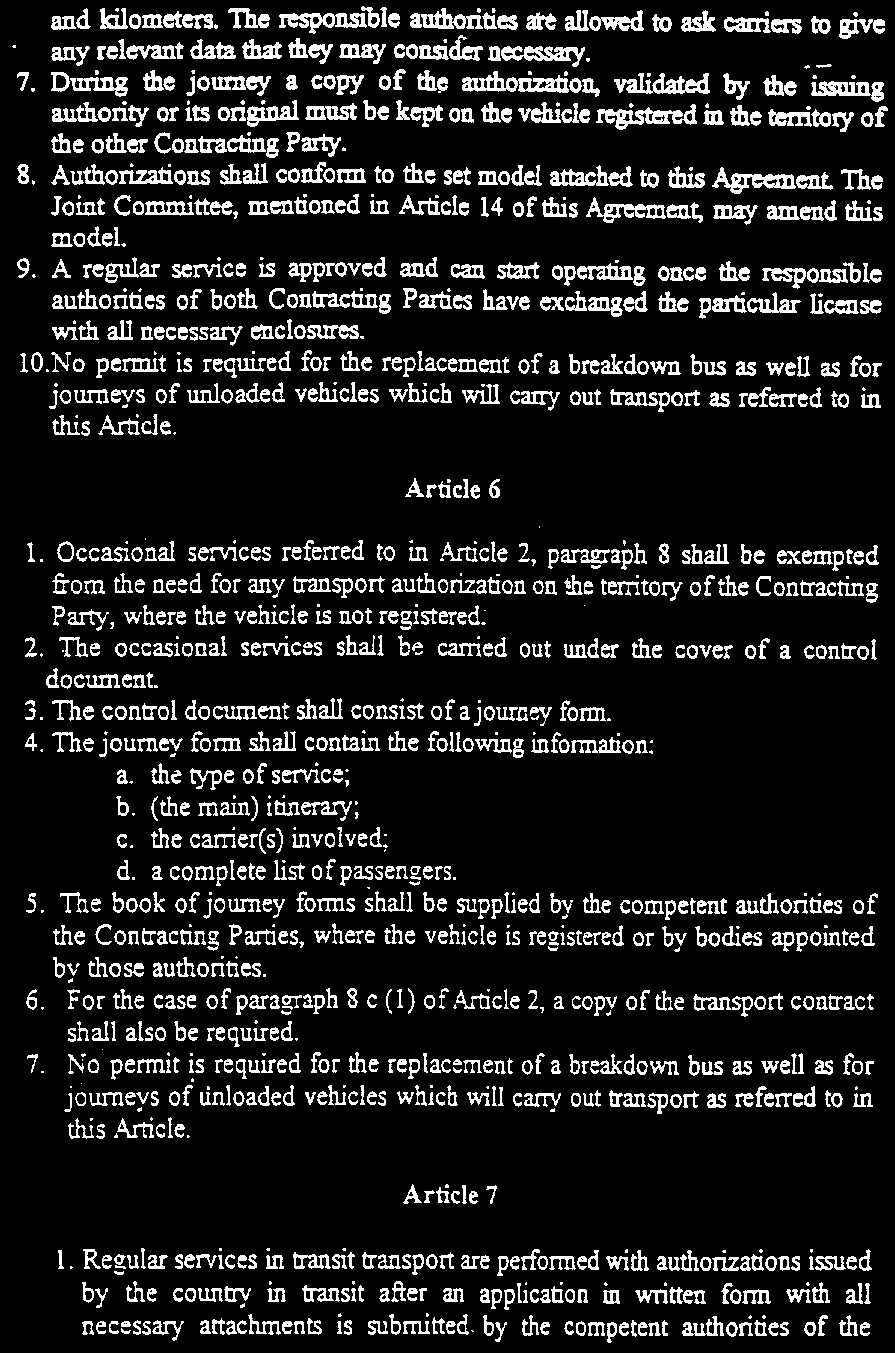 and kilometers. The responsible authorities are allowed to ask carriers to give
any relevant data that they may consider necessary.
7. During the journey a copy of the authorization, validated by the issuing
authority or its original must be kept on the vehicle registered in the territory of
the other Contracting Party.
8. Authorizations shall conform to the set model attached to this Agreement. The
Joint Committee, mentioned in Article 14 of this Agreement, may amend this
model.
9. A regular service is approved and can start operating once the responsible
authorities of both Contracting Parties have exchanged the particular license
with all necessary enclosures.
10.No permit is required for the replacement of a breakdown bus as well as for
journeys of unloaded vehicles which will carry out transport as referred to in
this Article.
Article 6
1. Occasional services referred to in Article 2, paragraph 8 shall be exempted
from the need for any transport authorization on the territory of the Contracting
Party, where the vehicle is not registered.
2. The occasional services shall be carried out under the cover of a control
document.
3. The control document shall consist of a journey form.
4. The journey form shall contain the following information:
a. the type of service;
b. (the main) itinerary;
c. the carrier(s) involved;
d. a complete list of passengers.
5. The book of journey forms shall be supplied by the competent authorities of
the Contracting Parties, where the vehicle is registered or by bodies appointed
by those authorities.
6. For the case of paragraph 8 c (1) of Article 2, a copy of the transport contract
shall also be required.
7. No permit is required for the replacement of a breakdown bus as well as for
journeys of unloaded vehicles which will carry out transport as referred to in
this Article.
Article 7
1. Regular services in transit transport are performed with authorizations issued
by the country in transit after an application in written form with all
necessary attachments is submitted by the competent authorities of the